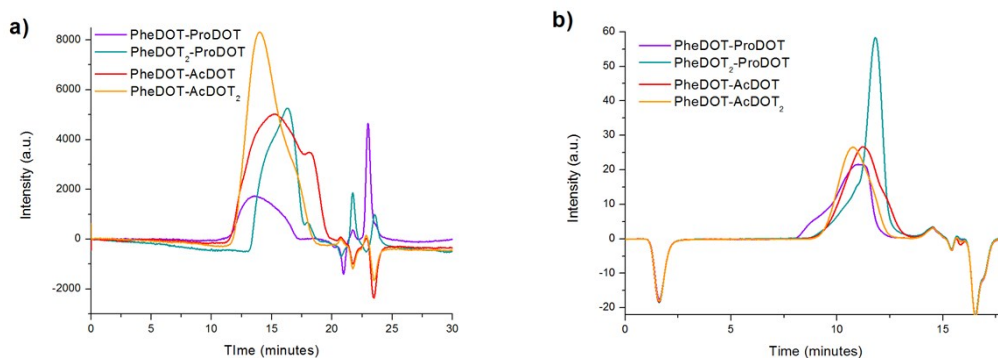 a)
8000
6000
4000
2000
0
-2000
Intensity (a.u.)
PheDOT-ProDOT
PheDOT2-ProDOT
PheDOT-AcDOT
PheDOT-AcDOT2
0 5 10 15 20 25 30
TIme (minutes)
b)
60
50
40
30
20
10
0
-10
-20
Intensity (a.u.)
PheDOT-ProDOT
PheDOT2-ProDOT
PheDOT-AcDOT
PheDOT-AcDOT2
0 5 10 15
Time (minutes)